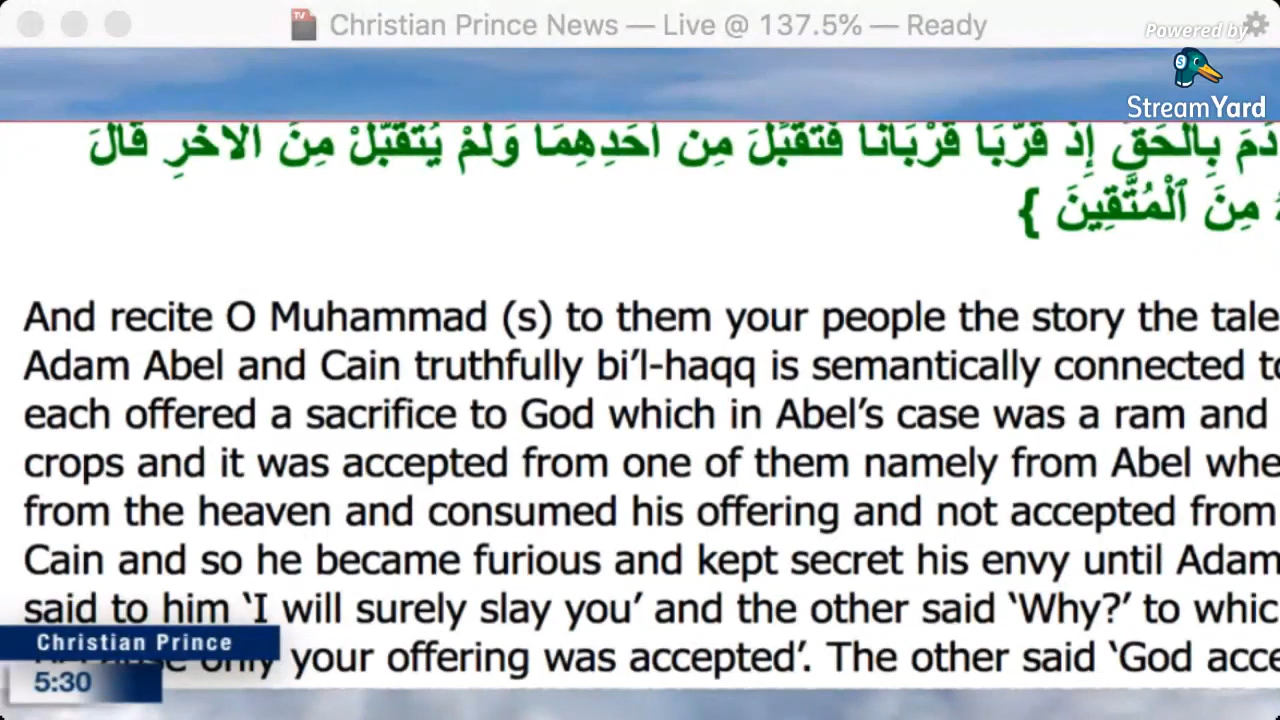 Christian Prince News — Live @ 137.5% — Ready
Powered by
StreamYard
دَمَ بِٱلْحَقِّ إِذْ قَرَّبَا قُرْبَاناً فَتُقُبِّلَ مِن أَحَدِهِمَا وَلَمْ يُتَقَبَّلْ مِنَ ٱلآخَرِ قَالَ
مِنَ ٱلْمُتَّقِينَ }
And recite O Muhammad (s) to them your people the story the tale
Adam Abel and Cain truthfully bi’l-haqq is semantically connected to
each offered a sacrifice to God which in Abel’s case was a ram and
crops and it was accepted from one of them namely from Abel whe
from the heaven and consumed his offering and not accepted from
Cain and so he became furious and kept secret his envy until Adam
said to him ‘I will surely slay you’ and the other said ‘Why?’ to whic
only your offering was accepted’. The other said ‘God acce
Christian Prince
5:30